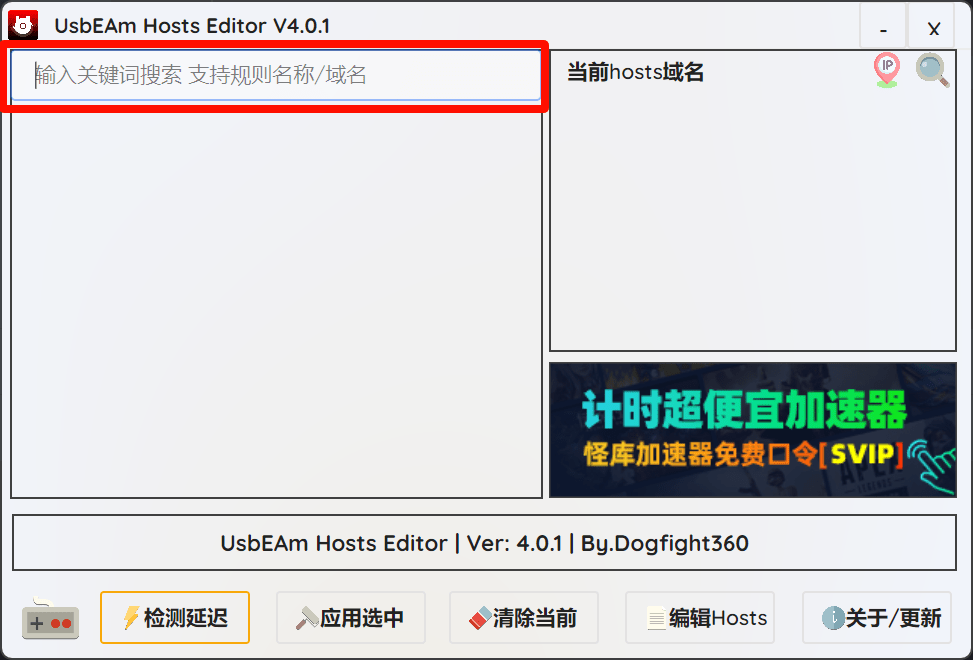 UsbEAm Hosts Editor V4.0.1
- x
输入关键词搜索 支持规则名称/域名
当前hosts域名
IP
计时超便宜加速器
怪库加速器免费口令[SVIP]
APEX
LEGENDS
UsbEAm Hosts Editor | Ver: 4.0.1 | By.Dogfight360
检测延迟
应用选中
清除当前
编辑Hosts
关于/更新